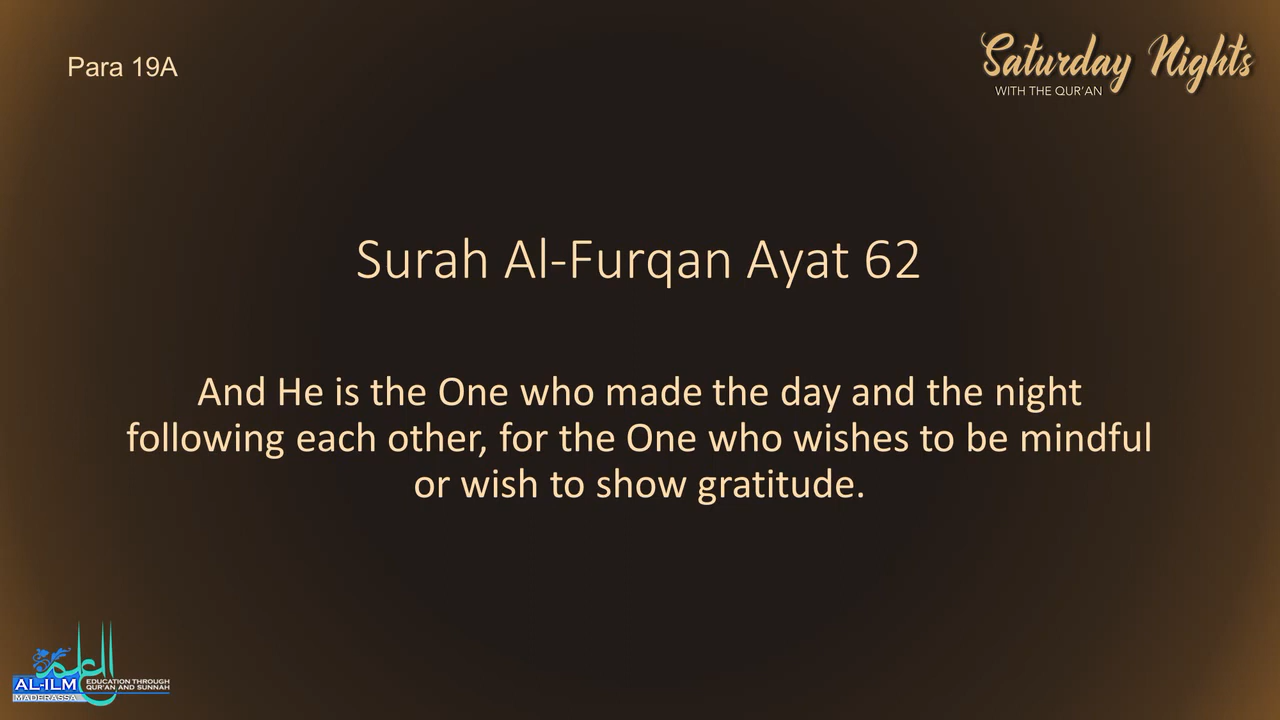 Para 19A
Saturday Nights
WITH THE QUR'AN
Surah Al-Furqan Ayat 62
And He is the One who made the day and the night
following each other, for the One who wishes to be mindful
or wish to show gratitude.
العلم
AL-ILM
MADERASSA
EDUCATION THROUGH
QUR'AN AND SUNNAH